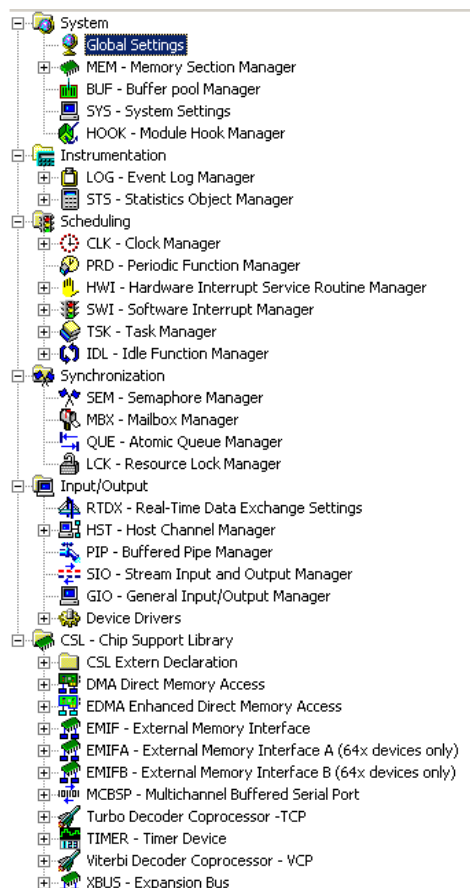 System
Global Settings
MEM - Memory Section Manager
BUF - Buffer pool Manager
SYS - System Settings
HOOK - Module Hook Manager
Instrumentation
LOG - Event Log Manager
STS - Statistics Object Manager
Scheduling
CLK - Clock Manager
PRD - Periodic Function Manager
HWI - Hardware Interrupt Service Routine Manager
SWI - Software Interrupt Manager
TSK - Task Manager
IDL - Idle Function Manager
Synchronization
SEM - Semaphore Manager
MBX - Mailbox Manager
QUE - Atomic Queue Manager
LCK - Resource Lock Manager
Input/Output
RTDX - Real-Time Data Exchange Settings
HST - Host Channel Manager
PIP - Buffered Pipe Manager
SIO - Stream Input and Output Manager
GIO - General Input/Output Manager
Device Drivers
CSL - Chip Support Library
CSL Extern Declaration
DMA Direct Memory Access
EDMA Enhanced Direct Memory Access
EMIF - External Memory Interface
EMIFA - External Memory Interface A (64x devices only)
EMIFB - External Memory Interface B (64x devices only)
MCBSP - Multichannel Buffered Serial Port
Turbo Decoder Coprocessor -TCP
TIMER - Timer Device
Viterbi Decoder Coprocessor - VCP
XBUS - Expansion Bus